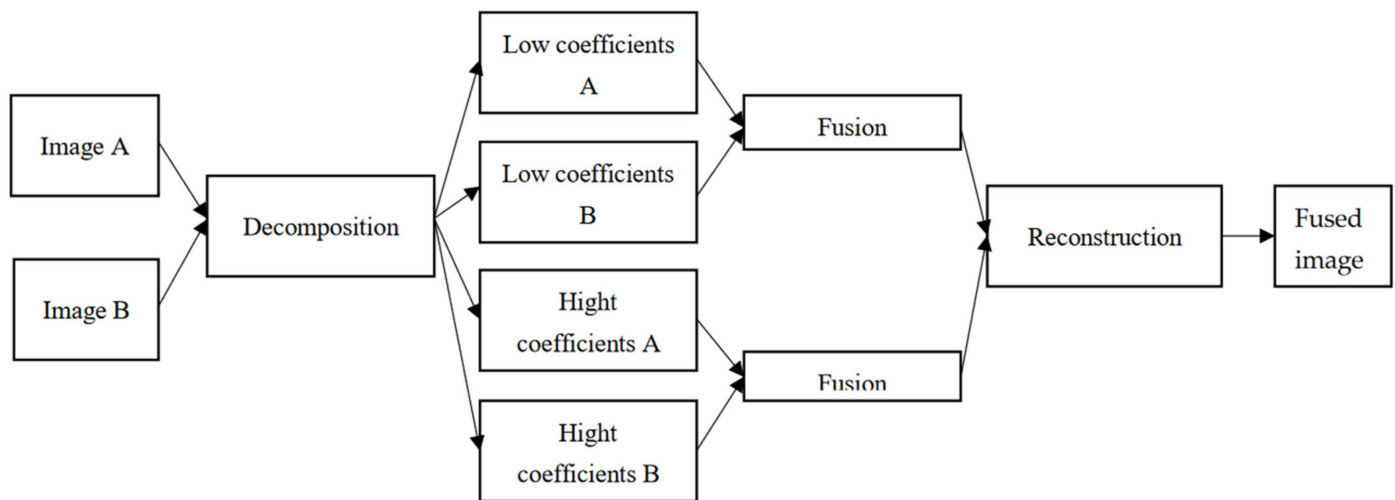 Image A
Image B
Decomposition
Low coefficients
A
Low coefficients
B
Hight
coefficients A
Hight
coefficients B
Fusion
Fusion
Reconstruction
Fused
image